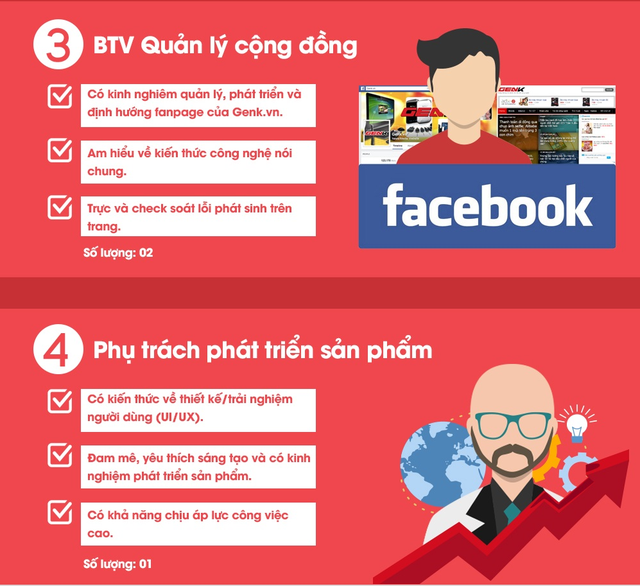 3 BTV Quản lý cộng đồng
Có kinh nghiêm quản lý, phát triển và
định hướng fanpage của Genk.vn.
Am hiểu về kiến thức công nghệ nói
chung.
Trực và check soát lỗi phát sinh trên
trang.
Số lượng: 02
GENK
GENK
facebook
4 Phụ trách phát triển sản phẩm
Có kiến thức về thiết kế/trải nghiệm
người dùng (UI/UX).
Đam mê, yêu thích sáng tạo và có kinh
nghiệm phát triển sản phẩm.
Có khả năng chịu áp lực công việc
cao.
Số lượng: 01